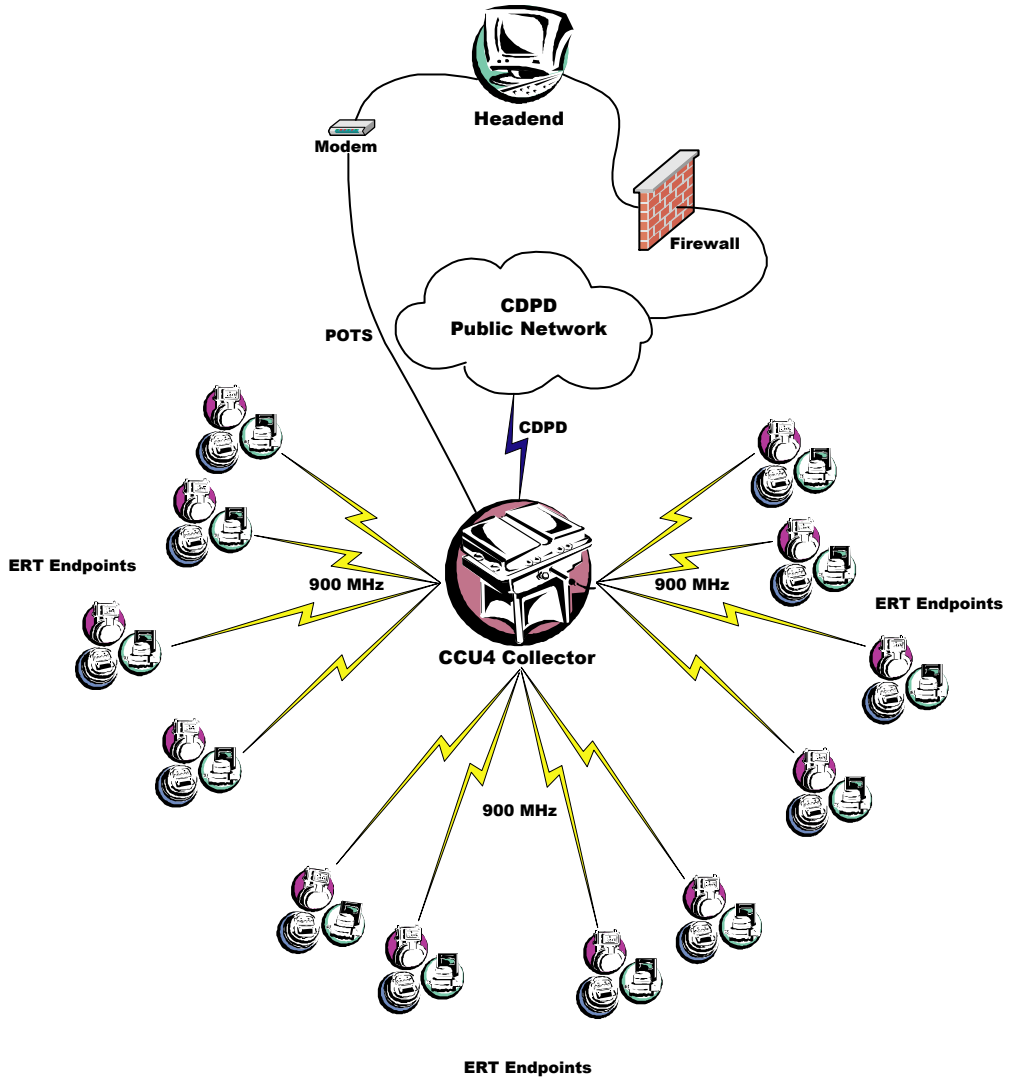 Headend
Modem
Firewall
CDPD
Public Network
POTS
CDPD
ERT Endpoints
900 MHz
900 MHz
ERT Endpoints
CCU4 Collector
900 MHz
ERT Endpoints